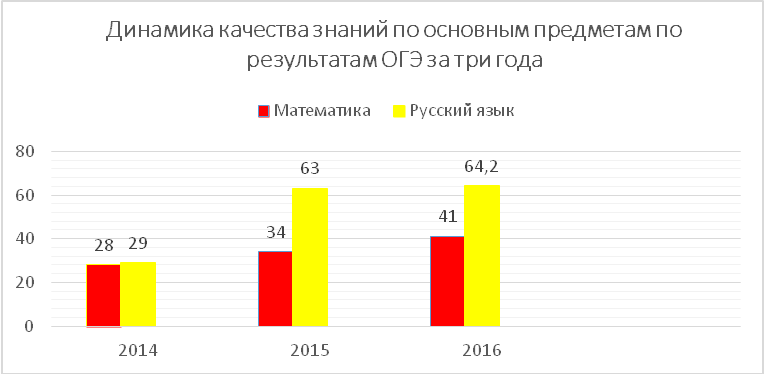 Динамика качества знаний по основным предметам по
результатам ОГЭ за три года
Математика Русский язык
80
60
40
20
0
28 29
34 63
41 64,2
2014 2015 2016